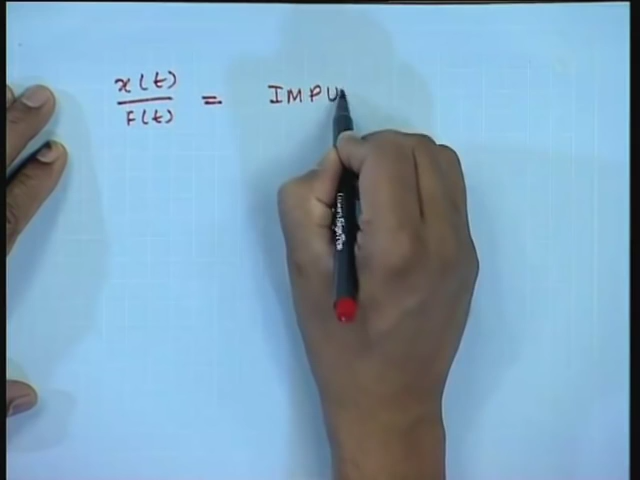 x(t) / F(t) = IMPU